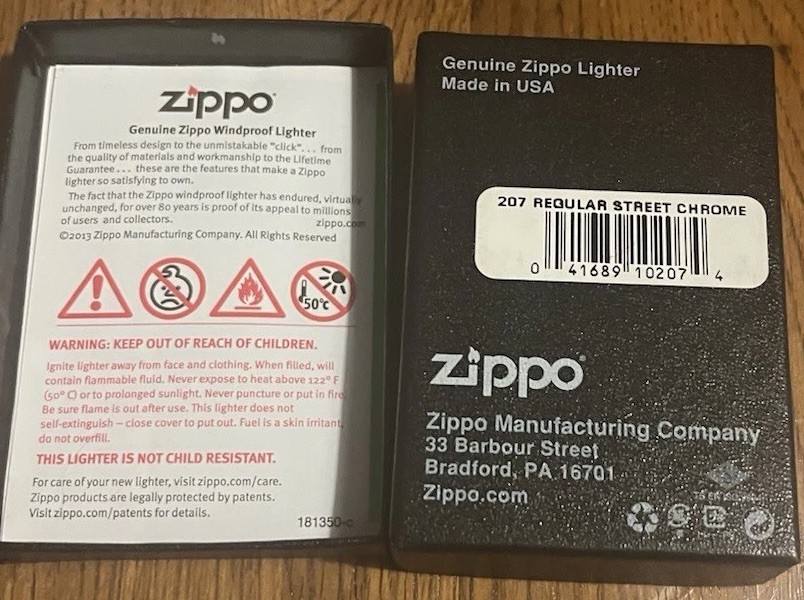 zippo
Genuine Zippo Windproof Lighter
From timeless design to the unmistakable "click". . . from
the quality of materials and workmanship to the Lifetime
Guarantee . . . these are the features that make a Zippo
lighter so satisfying to own.
The fact that the Zippo windproof lighter has endured, virtually
unchanged, for over 80 years is proof of its appeal to millions
of users and collectors.
zippo.com
©2013 Zippo Manufacturing Company. All Rights Reserved
50°C
WARNING: KEEP OUT OF REACH OF CHILDREN.
Ignite lighter away from face and clothing. When filled, will
contain flammable fluid. Never expose to heat above 122° F
(50° C) or to prolonged sunlight. Never puncture or put in fire.
Be sure flame is out after use. This lighter does not
self-extinguish – close cover to put out. Fuel is a skin irritant,
do not overfill.
THIS LIGHTER IS NOT CHILD RESISTANT.
For care of your new lighter, visit zippo.com/care.
Zippo products are legally protected by patents.
Visit zippo.com/patents for details.
181350-c
Genuine Zippo Lighter
Made in USA
207 REGULAR STREET CHROME
0 41689 10207 4
zippo
Zippo Manufacturing Company
33 Barbour Street
Bradford, PA 16701
Zippo.com